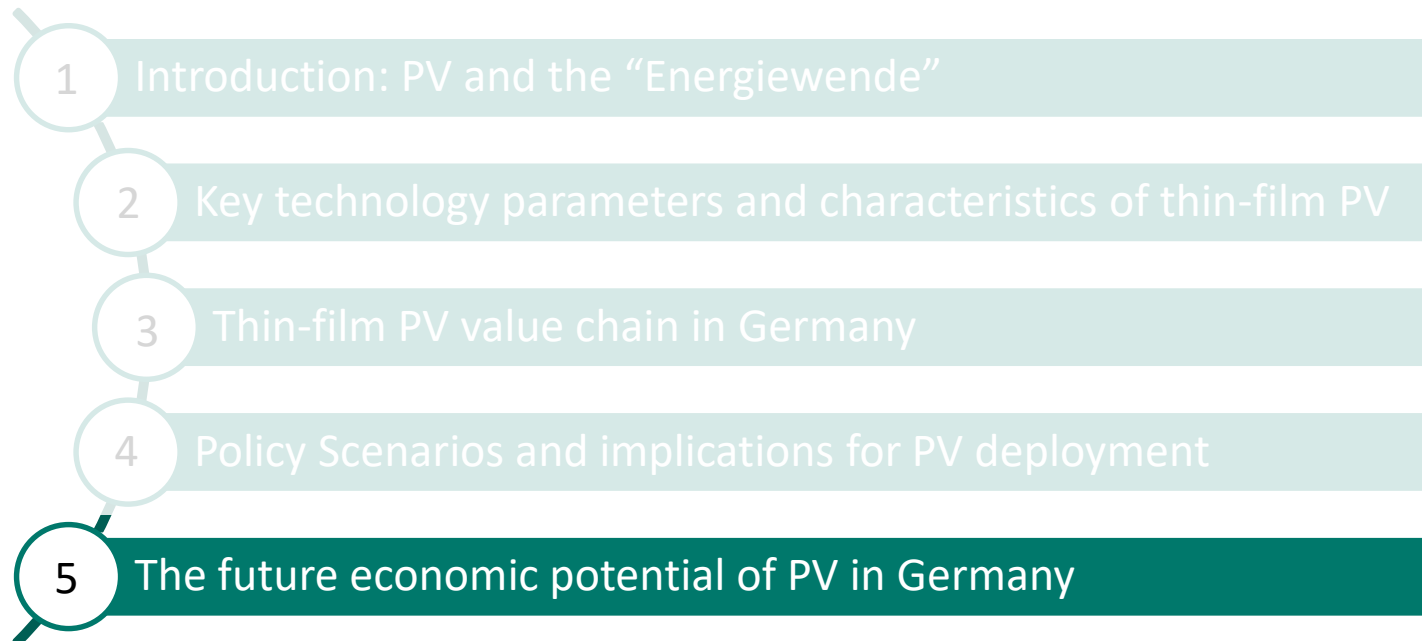 1 Introduction: PV and the “Energiewende”
2 Key technology parameters and characteristics of thin-film PV
3 Thin-film PV value chain in Germany
4 Policy Scenarios and implications for PV deployment
5 The future economic potential of PV in Germany